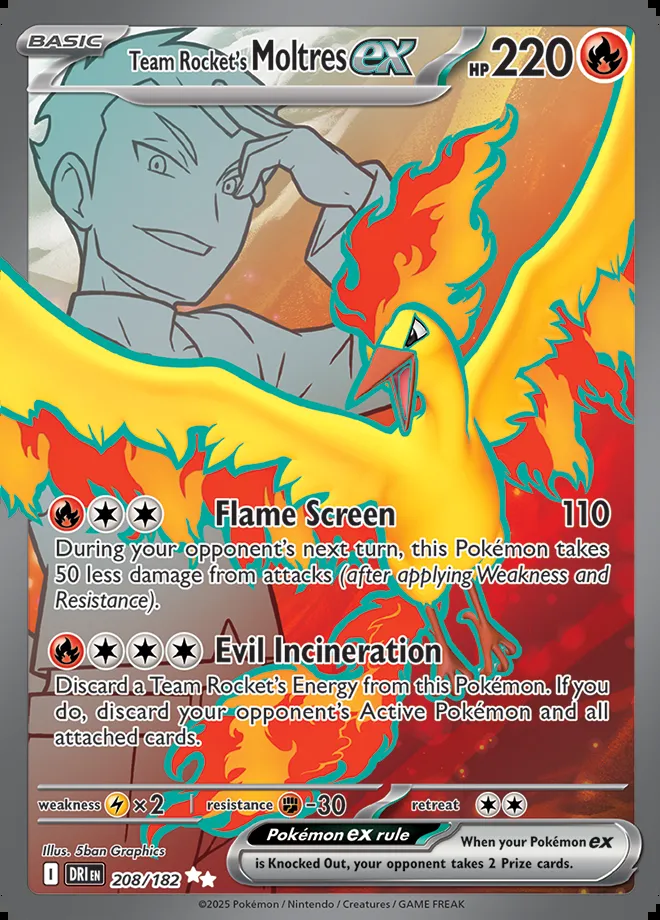 BASIC
Team Rocket's Moltres ex HP 220
Flame Screen 110
During your opponent's next turn, this Pokémon takes
50 less damage from attacks (after applying Weakness and
Resistance).
Evil Incineration
Discard a Team Rocket's Energy from this Pokémon. If you
do, discard your opponent's Active Pokémon and all
attached cards.
weakness ×2 resistance -30 retreat
Pokémon ex rule
When your Pokémon ex
is Knocked Out, your opponent takes 2 Prize cards.
Illus. 5ban Graphics
I DRI EN 208/182
©2025 Pokémon / Nintendo / Creatures / GAME FREAK